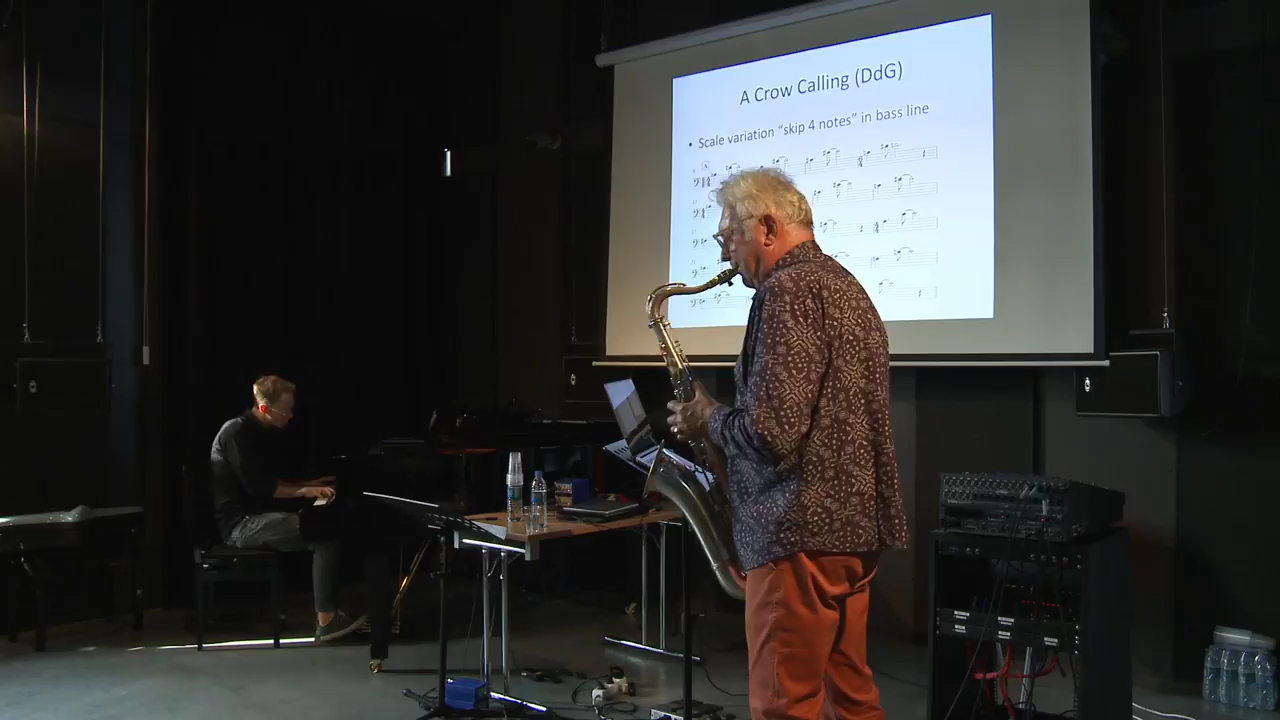 A Crow Calling (DdG)
• Scale variation “skip 4 notes” in bass line